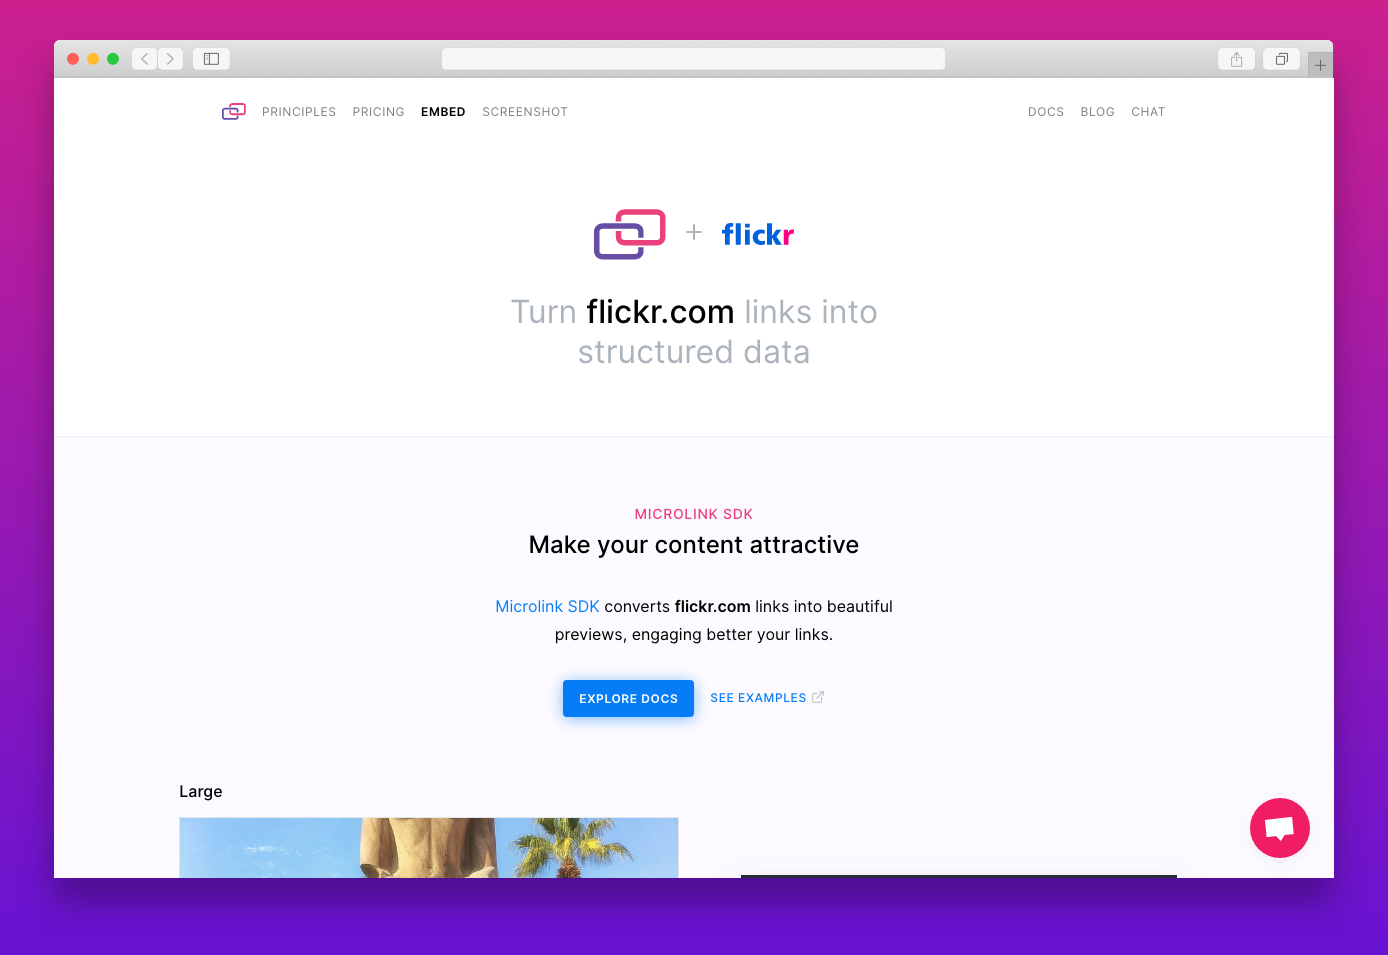 PRINCIPLES PRICING EMBED SCREENSHOT DOCS BLOG CHAT
flickr
Turn flickr.com links into
structured data
MICROLINK SDK
Make your content attractive
Microlink SDK converts flickr.com links into beautiful
previews, engaging better your links.
EXPLORE DOCS SEE EXAMPLES
Large